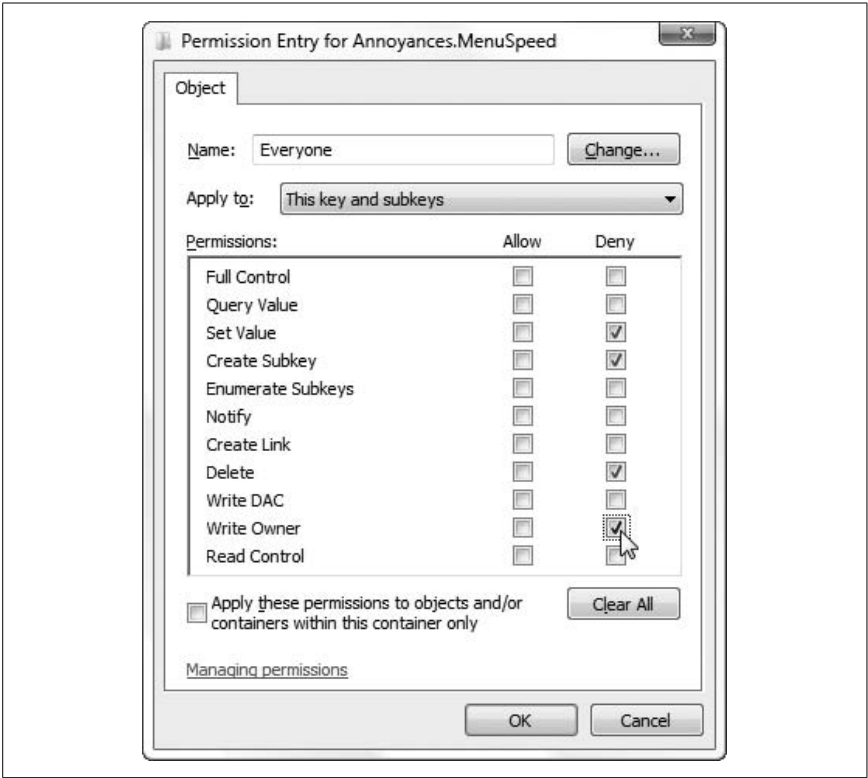 Permission Entry for Annoyances.MenuSpeed
Object
Name: Everyone Change...
Apply to: This key and subkeys
Permissions: Allow Deny
Full Control
Query Value
Set Value
Create Subkey
Enumerate Subkeys
Notify
Create Link
Delete
Write DAC
Write Owner
Read Control
Apply these permissions to objects and/or
containers within this container only
Clear All
Managing permissions
OK Cancel